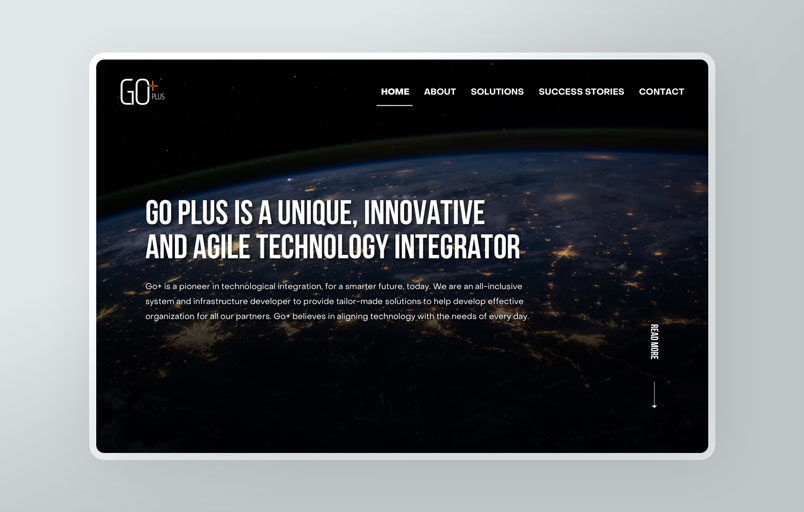 GO+
PLUS
HOME ABOUT SOLUTIONS SUCCESS STORIES CONTACT
GO PLUS IS A UNIQUE, INNOVATIVE
AND AGILE TECHNOLOGY INTEGRATOR
Go+ is a pioneer in technological integration, for a smarter future, today. We are an all-inclusive
system and infrastructure developer to provide tailor-made solutions to help develop effective
organization for all our partners. Go+ believes in aligning technology with the needs of every day.
READ MORE